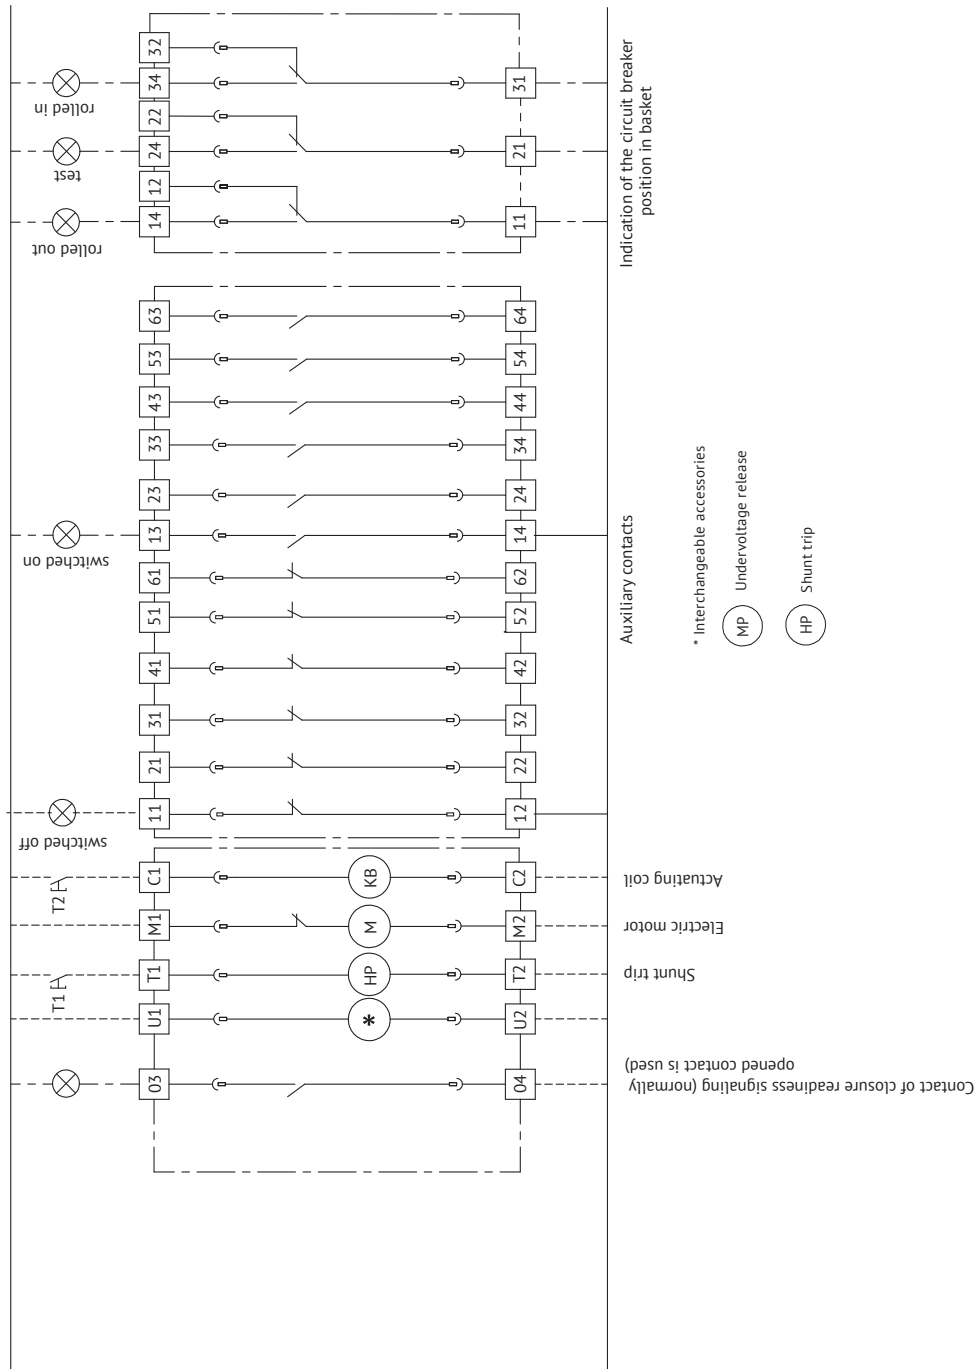 32
rolled in
34
31
22
test
24
21
12
rolled out
14
11
Indication of the circuit breaker
position in basket
63
64
53
54
43
44
33
34
23
24
switched on
13
14
61
62
51
52
41
42
31
32
21
22
switched off
11
12
Auxiliary contacts
* Interchangeable accessories
MP
Undervoltage release
HP
Shunt trip
T2
C1
KB
C2
Actuating coil
M1
M
M2
Electric motor
T1
T1
HP
T2
Shunt trip
U1
*
U2
03
04
Contact of closure readiness signaling (normally
opened contact is used)